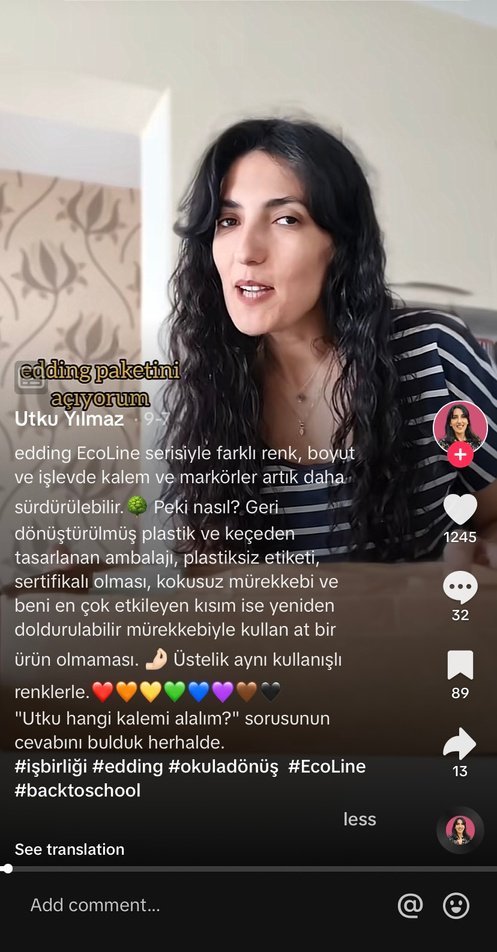 edding paketini
açıyorum
Utku Yılmaz · 9-7
edding EcoLine serisiyle farklı renk, boyut
ve işlevde kalem ve markörler artık daha
sürdürülebilir.🌳 Peki nasıl? Geri
dönüştürülmüş plastik ve keçeden
tasarlanan ambalajı, plastiksiz etiketi,
sertifikalı olması, kokusuz mürekkebi ve
beni en çok etkileyen kısım ise yeniden
doldurulabilir mürekkebiyle kullan at bir
ürün olmaması. 🤌🏻 Üstelik aynı kullanışlı
renklerle.❤️🧡💛💚💙💜🤎🖤
"Utku hangi kalemi alalım?" sorusunun
cevabını bulduk herhalde.
#işbirliği #edding #okuladönüş #EcoLine
#backtoschool
less
See translation
1245
32
89
13
Add comment...
@